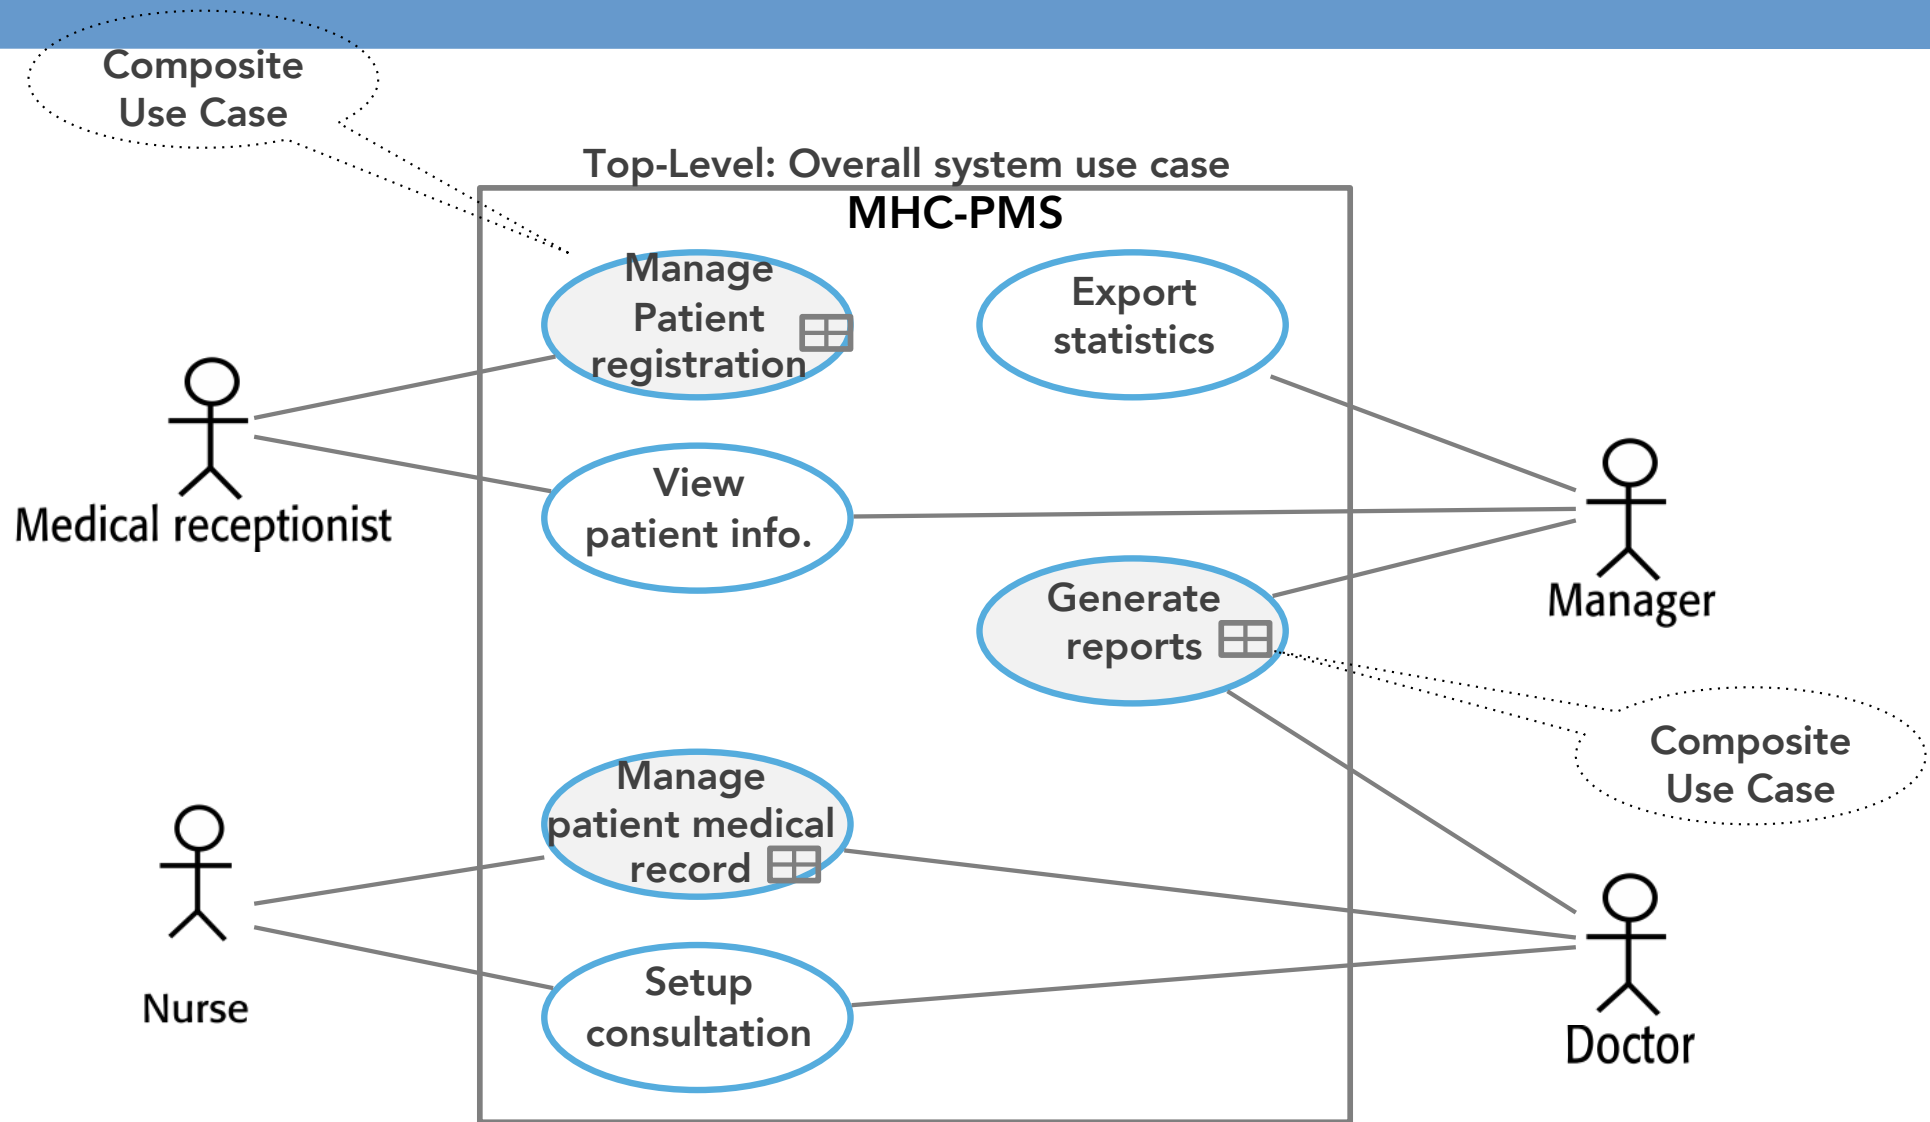 Composite
Use Case
Top-Level: Overall system use case
MHC-PMS
Manage
Patient
registration
Export
statistics
Medical receptionist
View
patient info.
Generate
reports
Manager
Composite
Use Case
Manage
patient medical
record
Nurse
Setup
consultation
Doctor